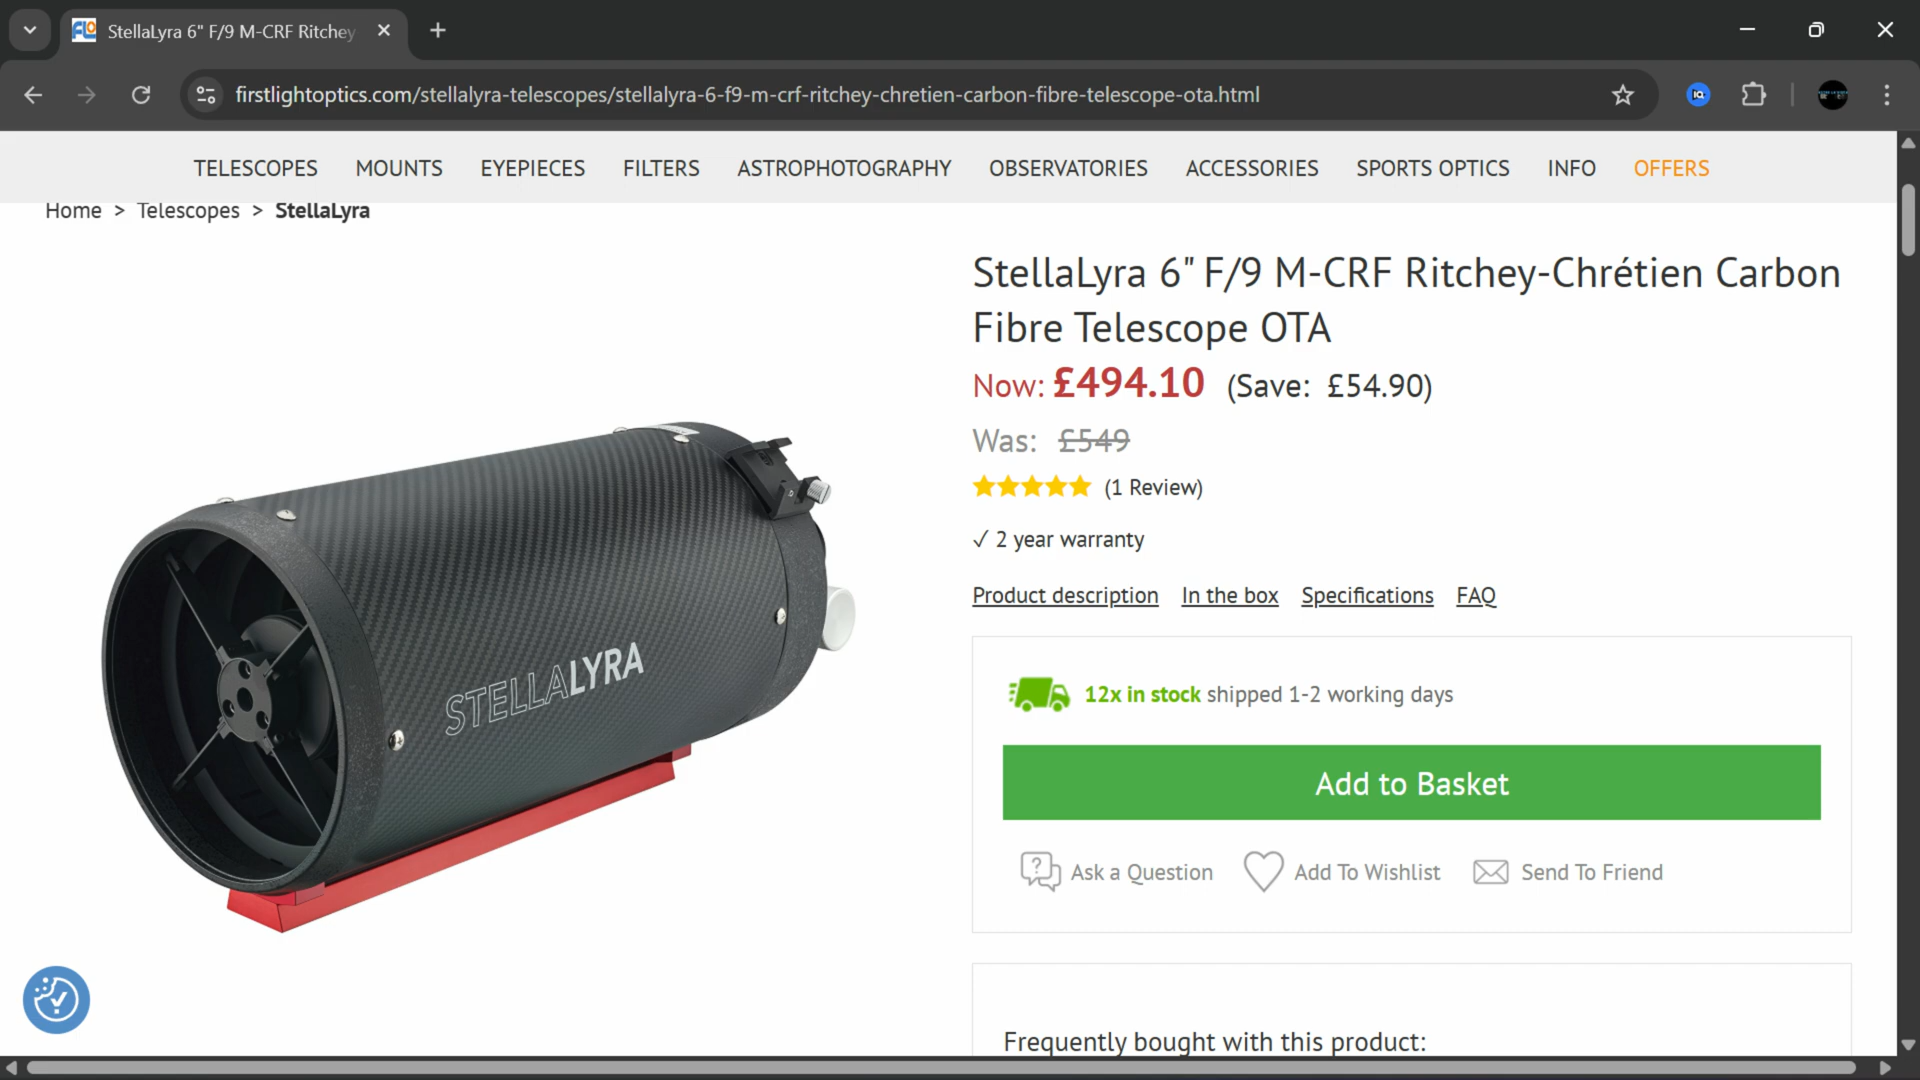 StellaLyra 6" F/9 M-CRF Ritchey
firstlightoptics.com/stellalyra-telescopes/stellalyra-6-f9-m-crf-ritchey-chretien-carbon-fibre-telescope-ota.html
TELESCOPES MOUNTS EYEPIECES FILTERS ASTROPHOTOGRAPHY OBSERVATORIES ACCESSORIES SPORTS OPTICS INFO OFFERS
Home > Telescopes > StellaLyra
StellaLyra 6" F/9 M-CRF Ritchey-Chrétien Carbon
Fibre Telescope OTA
Now: £494.10 (Save: £54.90)
Was: £549
(1 Review)
✓ 2 year warranty
Product description In the box Specifications FAQ
STELLALYRA
12x in stock shipped 1-2 working days
Add to Basket
Ask a Question Add To Wishlist Send To Friend
Frequently bought with this product: